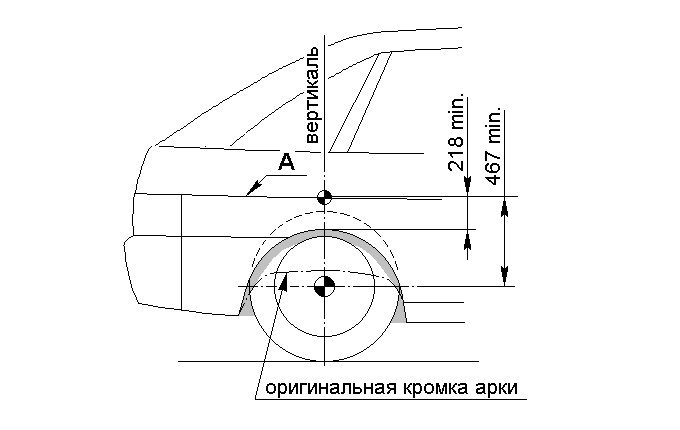 вертикаль
A
218 min.
467 min.
оригинальная кромка арки